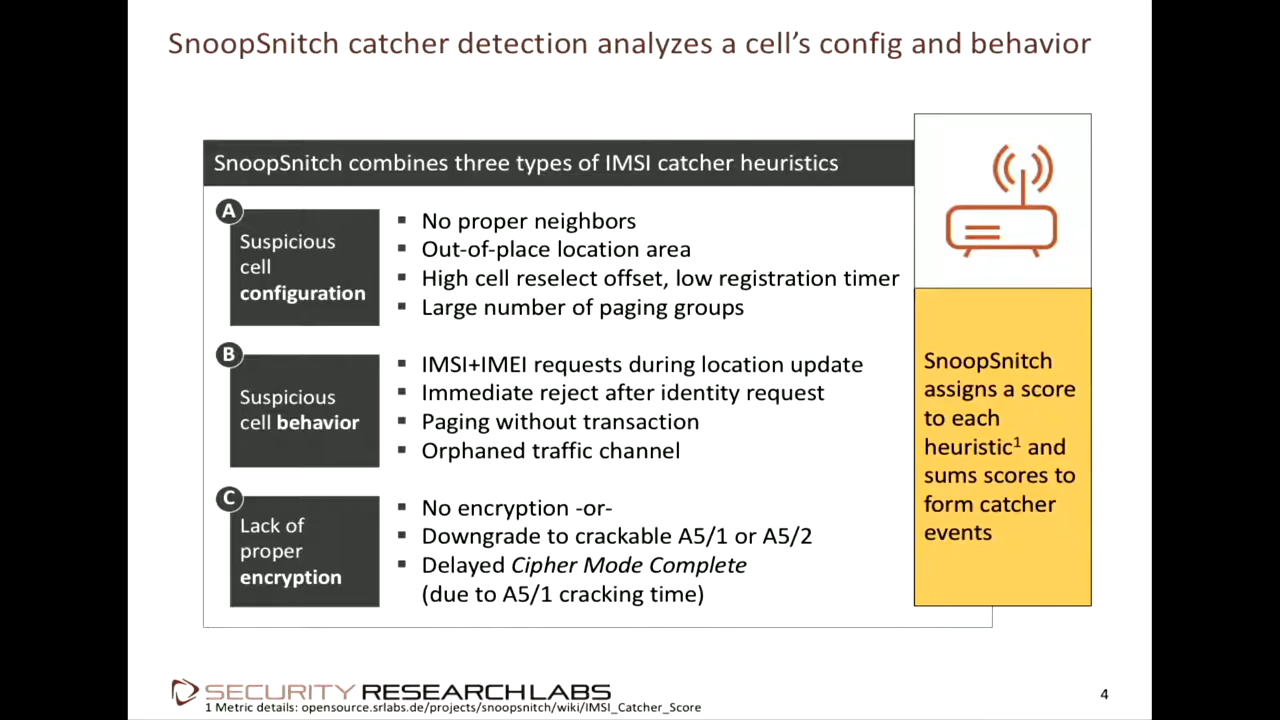 SnoopSnitch catcher detection analyzes a cell's config and behavior
SnoopSnitch combines three types of IMSI catcher heuristics
A
Suspicious
cell
configuration
▪ No proper neighbors
▪ Out-of-place location area
▪ High cell reselect offset, low registration timer
▪ Large number of paging groups
B
Suspicious
cell behavior
▪ IMSI+IMEI requests during location update
▪ Immediate reject after identity request
▪ Paging without transaction
▪ Orphaned traffic channel
C
Lack of
proper
encryption
▪ No encryption -or-
▪ Downgrade to crackable A5/1 or A5/2
▪ Delayed Cipher Mode Complete
(due to A5/1 cracking time)
SnoopSnitch
assigns a score
to each
heuristic¹ and
sums scores to
form catcher
events
SECURITY RESEARCH LABS
1 Metric details: opensource.srlabs.de/projects/snoopsnitch/wiki/IMSI_Catcher_Score
4